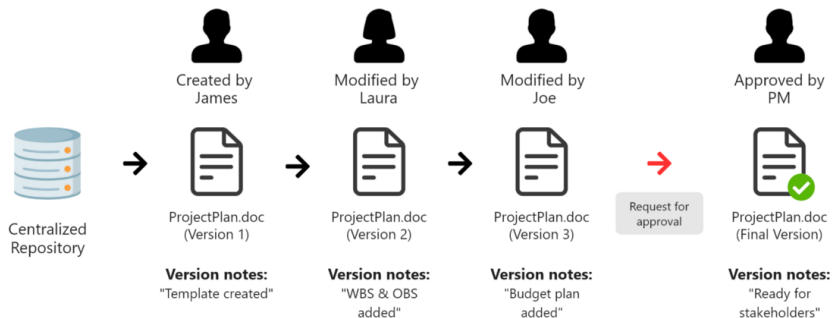 Created by
James
Modified by
Laura
Modified by
Joe
Approved by
PM
Centralized
Repository
ProjectPlan.doc
(Version 1)
ProjectPlan.doc
(Version 2)
ProjectPlan.doc
(Version 3)
Request for
approval
ProjectPlan.doc
(Final Version)
Version notes:
"Template created"
Version notes:
"WBS & OBS
added"
Version notes:
"Budget plan
added"
Version notes:
"Ready for
stakeholders"